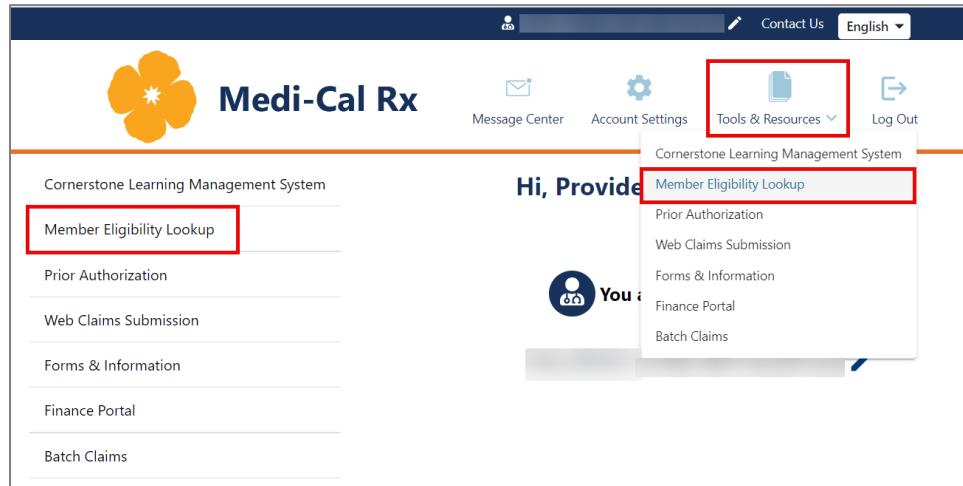 Contact Us
English
Medi-Cal Rx
Message Center
Account Settings
Tools & Resources
Log Out
Cornerstone Learning Management System
Member Eligibility Lookup
Prior Authorization
Web Claims Submission
Forms & Information
Finance Portal
Batch Claims
Cornerstone Learning Management System
Member Eligibility Lookup
Prior Authorization
Web Claims Submission
Forms & Information
Finance Portal
Batch Claims
Hi, Provide
You a